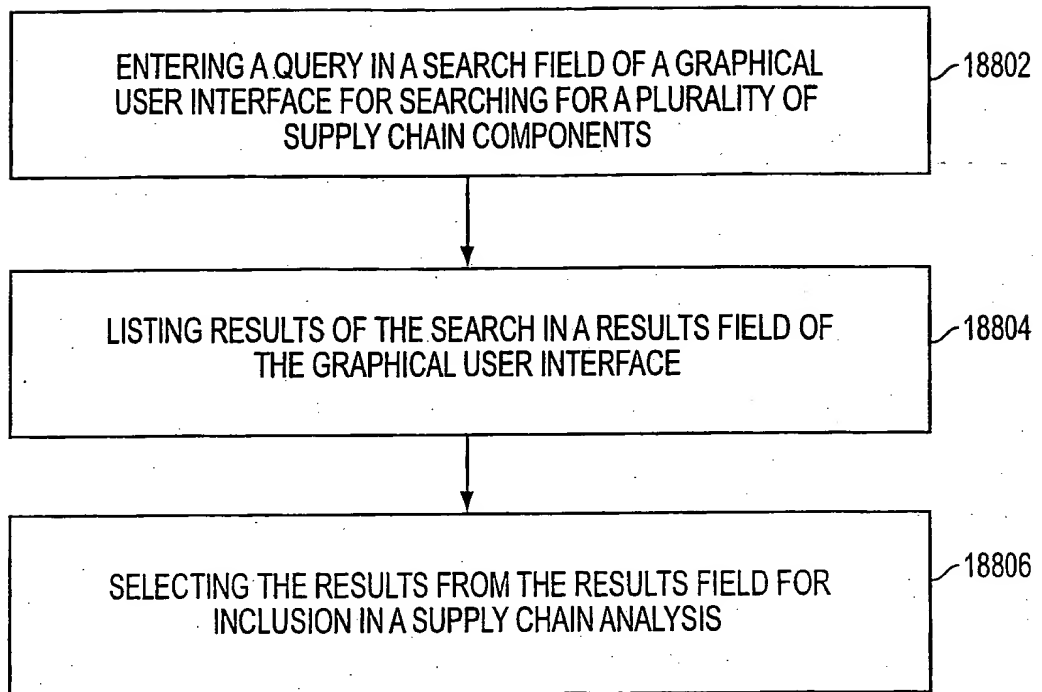 ENTERING A QUERY IN A SEARCH FIELD OF A GRAPHICAL
USER INTERFACE FOR SEARCHING FOR A PLURALITY OF
SUPPLY CHAIN COMPONENTS
18802
LISTING RESULTS OF THE SEARCH IN A RESULTS FIELD OF
THE GRAPHICAL USER INTERFACE
18804
SELECTING THE RESULTS FROM THE RESULTS FIELD FOR
INCLUSION IN A SUPPLY CHAIN ANALYSIS
18806